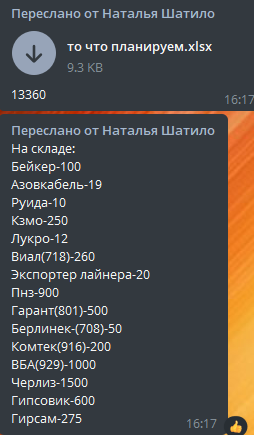 Переслано от Наталья Шатило
то что планируем.xlsx
9.3 KB
13360
16:17
Переслано от Наталья Шатило
На складе:
Бейкер-100
Азовкабель-19
Руида-10
Кзмо-250
Лукро-12
Виал(718)-260
Экспортер лайнера-20
Пнз-900
Гарант(801)-500
Берлинек-(708)-50
Комтек(916)-200
ВБА(929)-1000
Черлиз-1500
Гипсовик-600
Гирсам-275
16:17